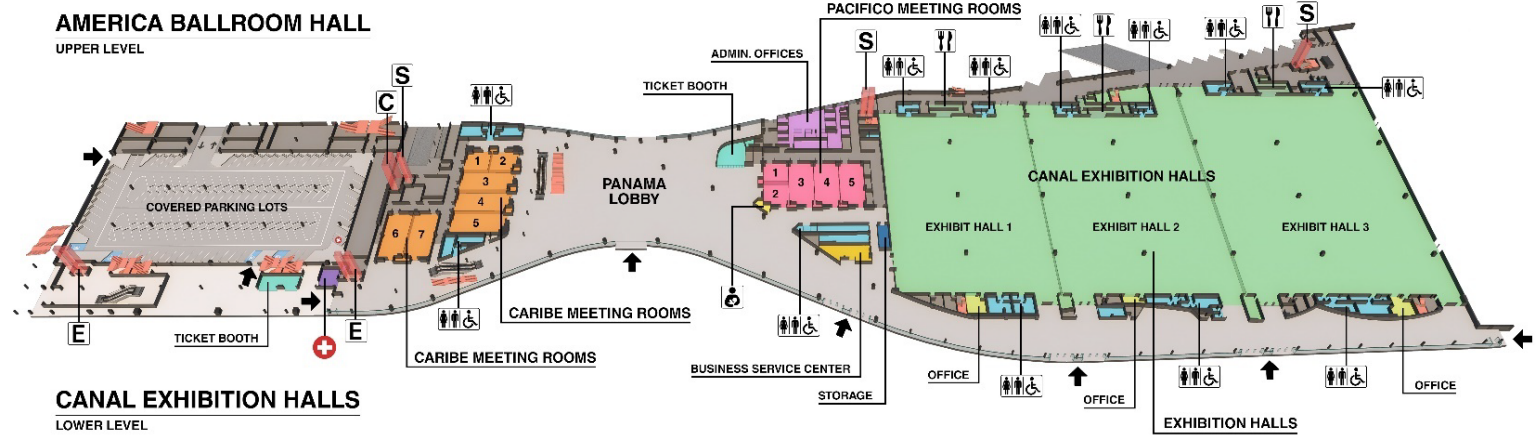 AMERICA BALLROOM HALL
UPPER LEVEL
PACIFICO MEETING ROOMS
ADMIN. OFFICES
TICKET BOOTH
S
S
S
C
COVERED PARKING LOTS
1 2
3
4
5
6 7
PANAMA
LOBBY
1
2
3 4 5
CANAL EXHIBITION HALLS
EXHIBIT HALL 1
EXHIBIT HALL 2
EXHIBIT HALL 3
E
E
TICKET BOOTH
CARIBE MEETING ROOMS
CARIBE MEETING ROOMS
BUSINESS SERVICE CENTER
STORAGE
OFFICE
OFFICE
OFFICE
EXHIBITION HALLS
CANAL EXHIBITION HALLS
LOWER LEVEL